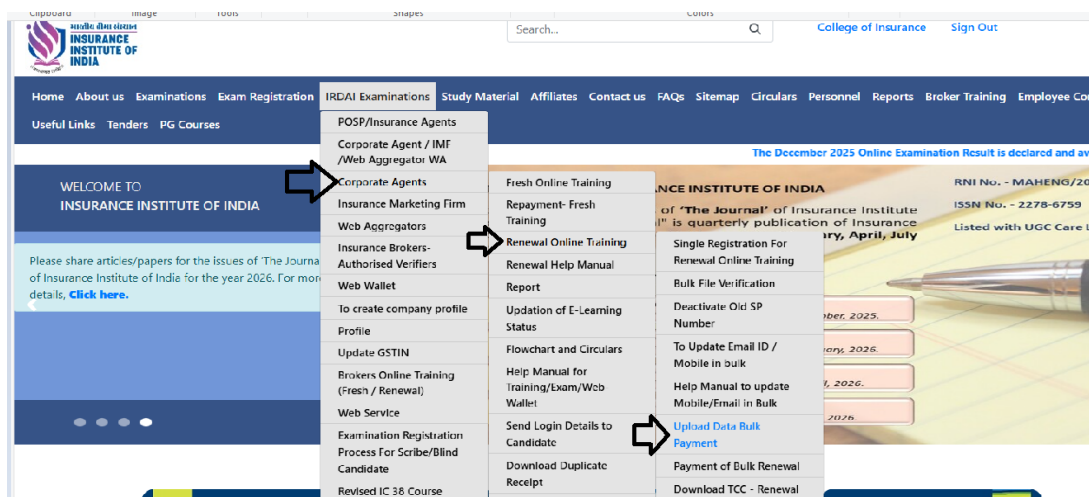 Clipboard
Image
Tools
Shapes
Colors
INSURANCE
INSTITUTE OF
INDIA
Search...
College of Insurance
Sign Out
Home About us Examinations Exam Registration IRDAI Examinations Study Material Affiliates Contact us FAQs Sitemap Circulars Personnel Reports Broker Training Employee
Useful Links Tenders PG Courses
The December 2025 Online Examination Result is declared and
WELCOME TO
INSURANCE INSTITUTE OF INDIA
Please share articles/papers for the issues of 'The
of Insurance Institute of India for the year 2026. For
details, Click here.
POSP/Insurance Agents
Corporate Agent / IMF
/Web Aggregator WA
Corporate Agents
Insurance Marketing Firm
Web Aggregators
Insurance Brokers-
Authorised Verifiers
Web Wallet
To create company profile
Profile
Update GSTIN
Brokers Online Training
(Fresh / Renewal)
Web Service
Examination Registration
Process For Scribe/Blind
Candidate
Revised IC 38 Course
Fresh Online Training
Repayment- Fresh
Training
Renewal Online Training
Renewal Help Manual
Report
Updation of E-Learning
Status
Flowchart and Circulars
Help Manual for
Training/Exam/Web
Wallet
Send Login Details to
Candidate
Download Duplicate
Receipt
Single Registration For
Renewal Online Training
Bulk File Verification
Deactivate Old SP
Number
To Update Email ID /
Mobile in bulk
Help Manual to update
Mobile/Email in Bulk
Upload Data Bulk
Payment
Payment of Bulk Renewal
Download TCC - Renewal
INSTITUTE OF INDIA
of 'The Journal' of Insurance Institute
is quarterly publication of Insurance
April, July
RNI No. - MAHENG/20
ISSN No. - 2278-6759
Listed with UGC Care
2025.
2026.
2026.
2026